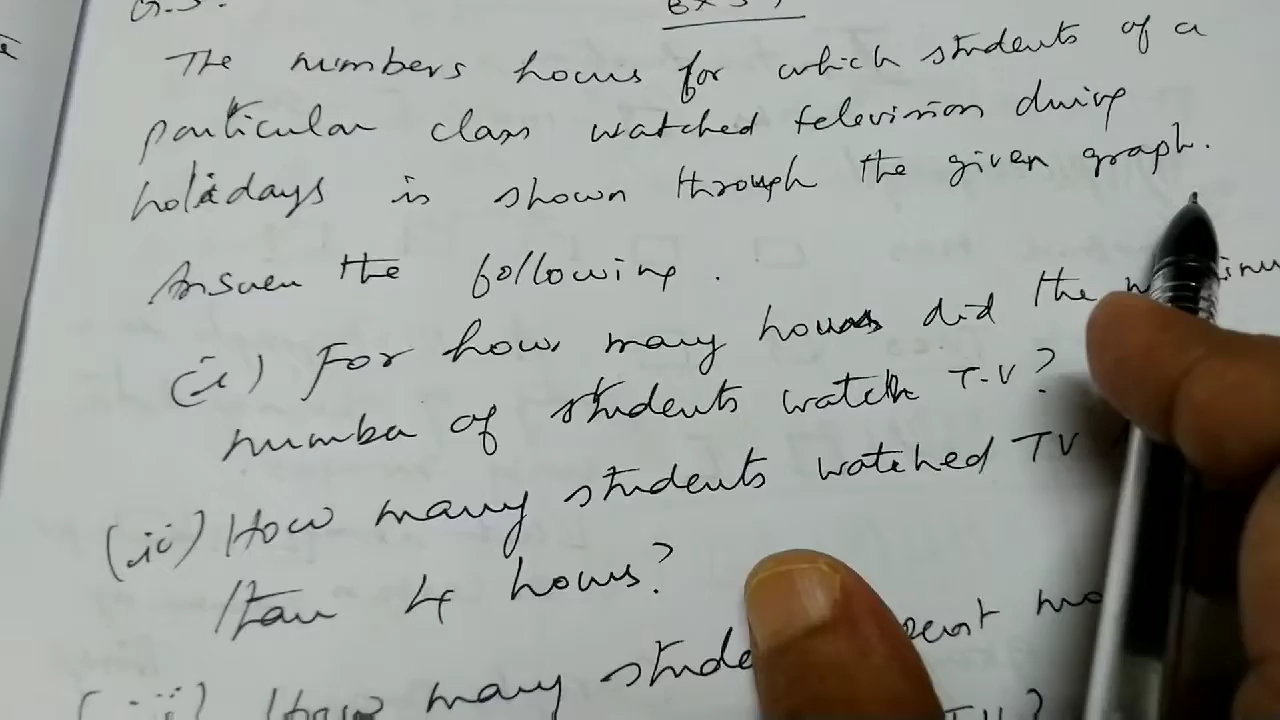 The numbers hours for which students of a
particular class watched television during
holidays is shown through the given graph.
Answer the following.
(i) For how many hours did the
number of students watch T.V?
(ii) How many students watched TV
than 4 hours?
(iii) How many
TV?